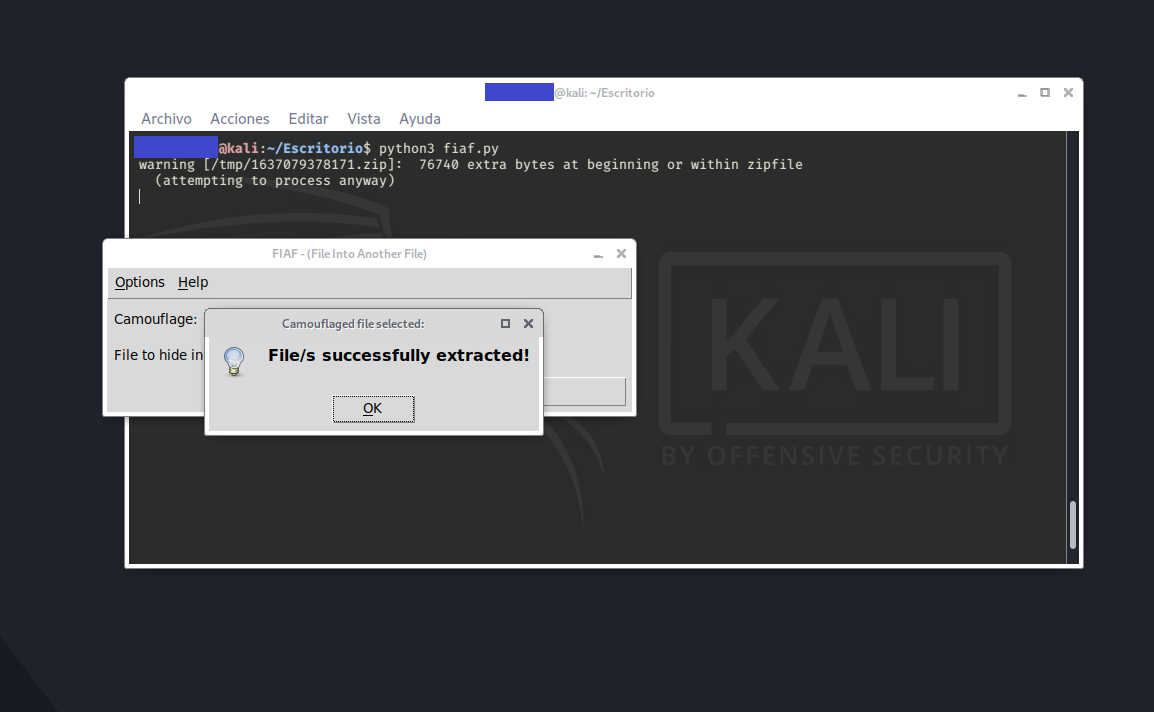 @kali: ~/Escritorio
Archivo Acciones Editar Vista Ayuda
@kali:~/Escritorio$ python3 fiaf.py
warning [/tmp/1637079378171.zip]:  76740 extra bytes at beginning or within zipfile
  (attempting to process anyway)
FIAF - (File Into Another File)
Options Help
Camouflage:
File to hide in
Camouflaged file selected:
File/s successfully extracted!
OK
KALI
BY OFFENSIVE SECURITY